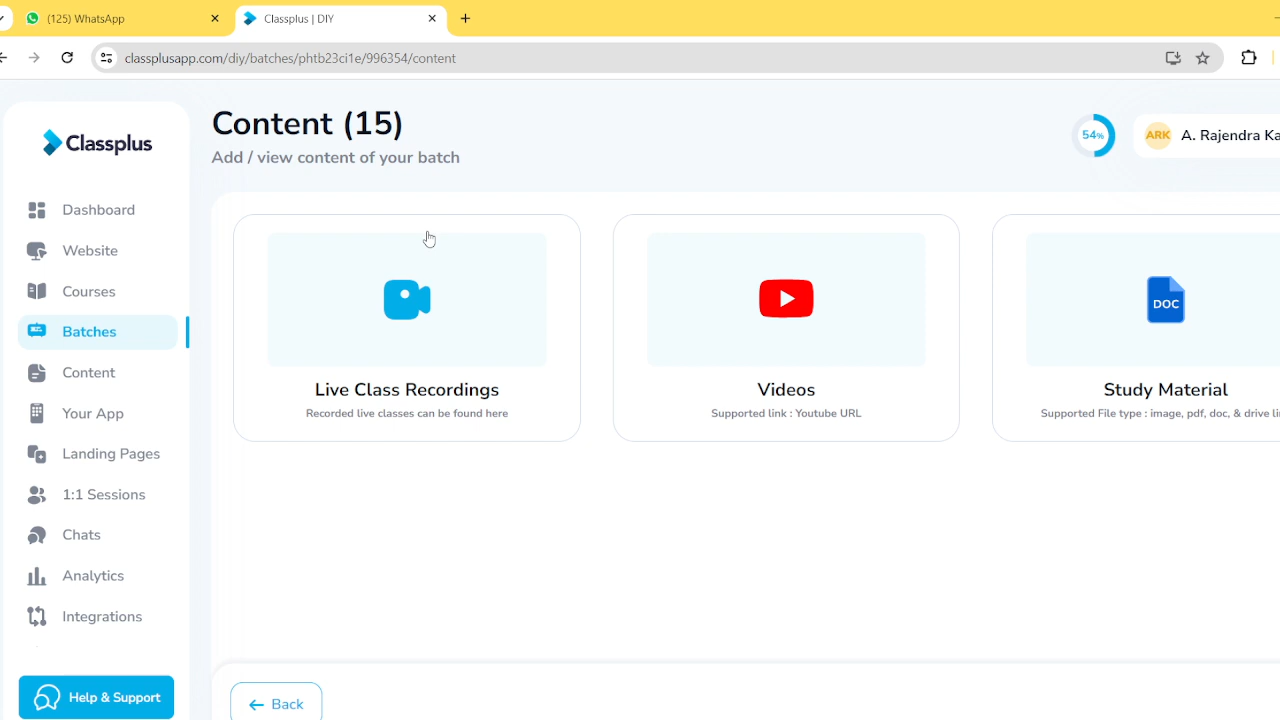 (125) WhatsApp
Classplus | DIY
classplusapp.com/diy/batches/phtb23ci1e/996354/content
Classplus
Content (15)
Add / view content of your batch
54%
ARK
A. Rajendra
Dashboard
Website
Courses
Batches
Content
Your App
Landing Pages
1:1 Sessions
Chats
Analytics
Integrations
Help & Support
Live Class Recordings
Recorded live classes can be found here
Videos
Supported link : Youtube URL
DOC
Study Material
Supported File type : image, pdf, doc, & drive
Back